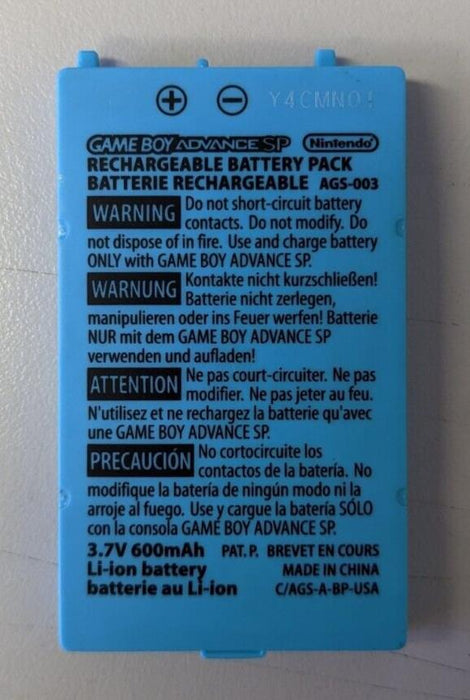 ⊕ ⊖ Y4CMN01
GAME BOY ADVANCE SP Nintendo
RECHARGEABLE BATTERY PACK
BATTERIE RECHARGEABLE AGS-003
WARNING Do not short-circuit battery
contacts. Do not modify. Do
not dispose of in fire. Use and charge battery
ONLY with GAME BOY ADVANCE SP.
WARNUNG Kontakte nicht kurzschließen!
Batterie nicht zerlegen,
manipulieren oder ins Feuer werfen! Batterie
NUR mit dem GAME BOY ADVANCE SP
verwenden und aufladen!
ATTENTION Ne pas court-circuiter. Ne pas
modifier. Ne pas jeter au feu.
N'utilisez et ne rechargez la batterie qu'avec
une GAME BOY ADVANCE SP.
PRECAUCIÓN No cortocircuite los
contactos de la batería. No
modifique la batería de ningún modo ni la
arroje al fuego. Use y cargue la batería SÓLO
con la consola GAME BOY ADVANCE SP.
3.7V 600mAh PAT. P. BREVET EN COURS
Li-ion battery MADE IN CHINA
batterie au Li-ion C/AGS-A-BP-USA